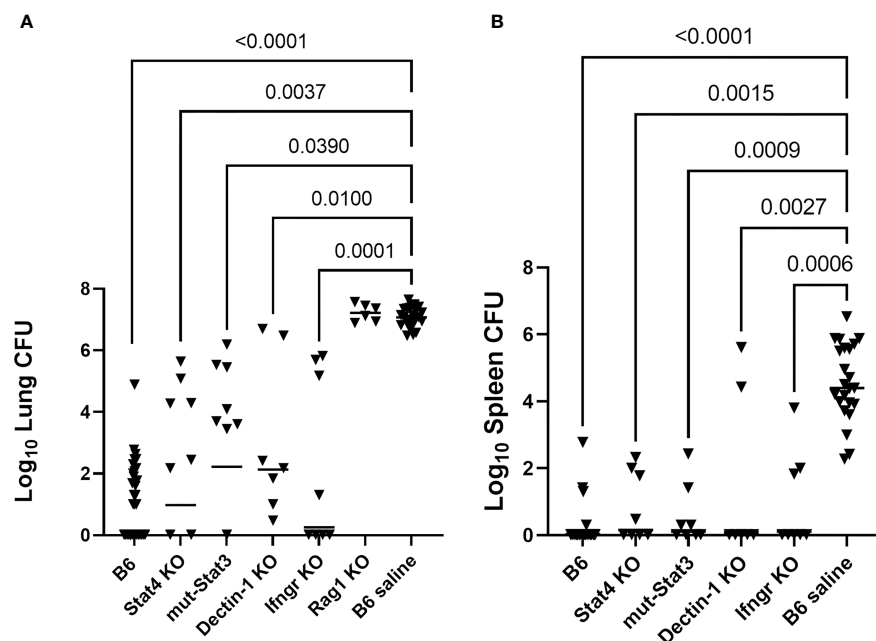 A
<0.0001
0.0037
0.0390
0.0100
0.0001
8
6
4
2
0
Log10 Lung CFU
B6
Stat4 KO
mut-Stat3
Dectin-1 KO
Ifngr KO
Rag1 KO
B6 saline
B
<0.0001
0.0015
0.0009
0.0027
0.0006
8
6
4
2
0
Log10 Spleen CFU
B6
Stat4 KO
mut-Stat3
Dectin-1 KO
Ifngr KO
B6 saline